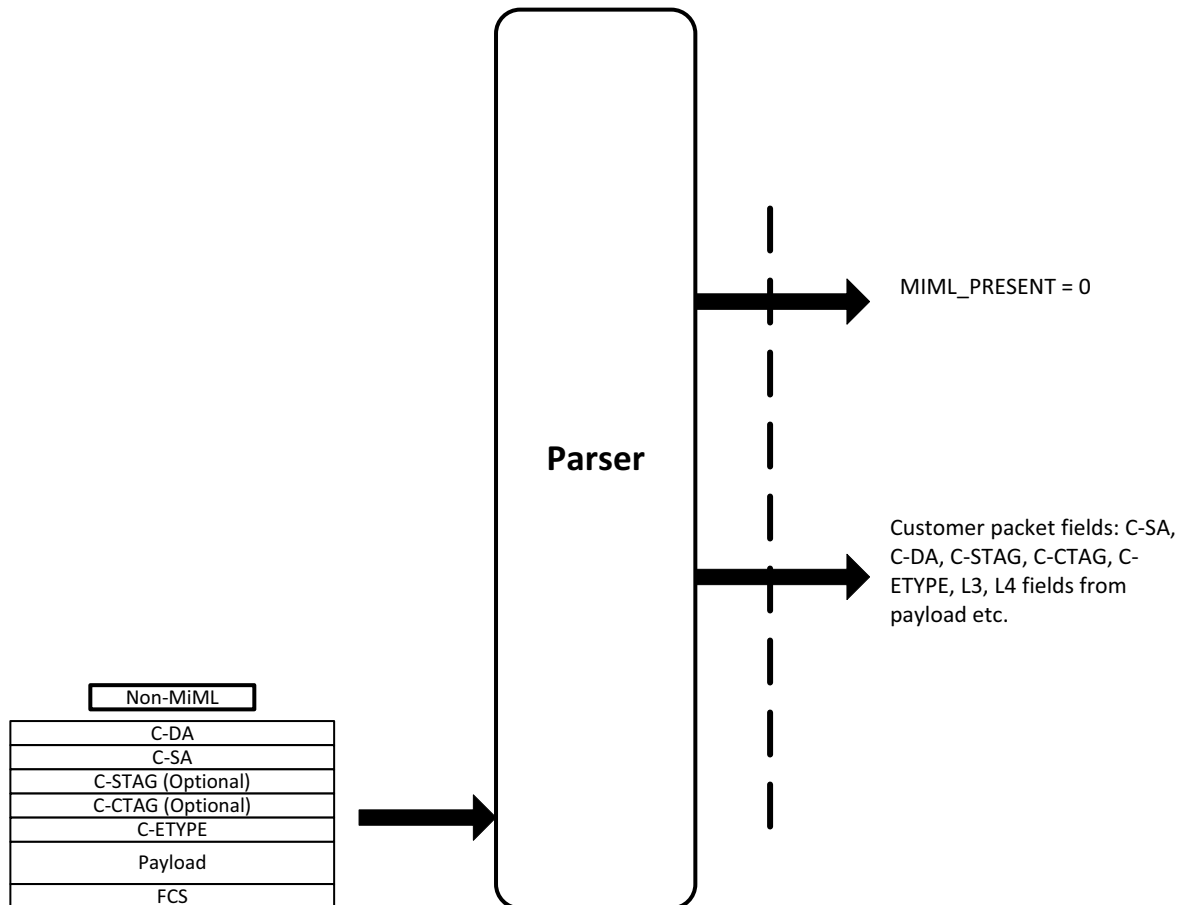 MIML_PRESENT = 0
Parser
Customer packet fields: C-SA,
C-DA, C-STAG, C-CTAG, C-
ETYPE, L3, L4 fields from
payload etc.
Non-MiML
C-DA
C-SA
C-STAG (Optional)
C-CTAG (Optional)
C-ETYPE
Payload
FCS